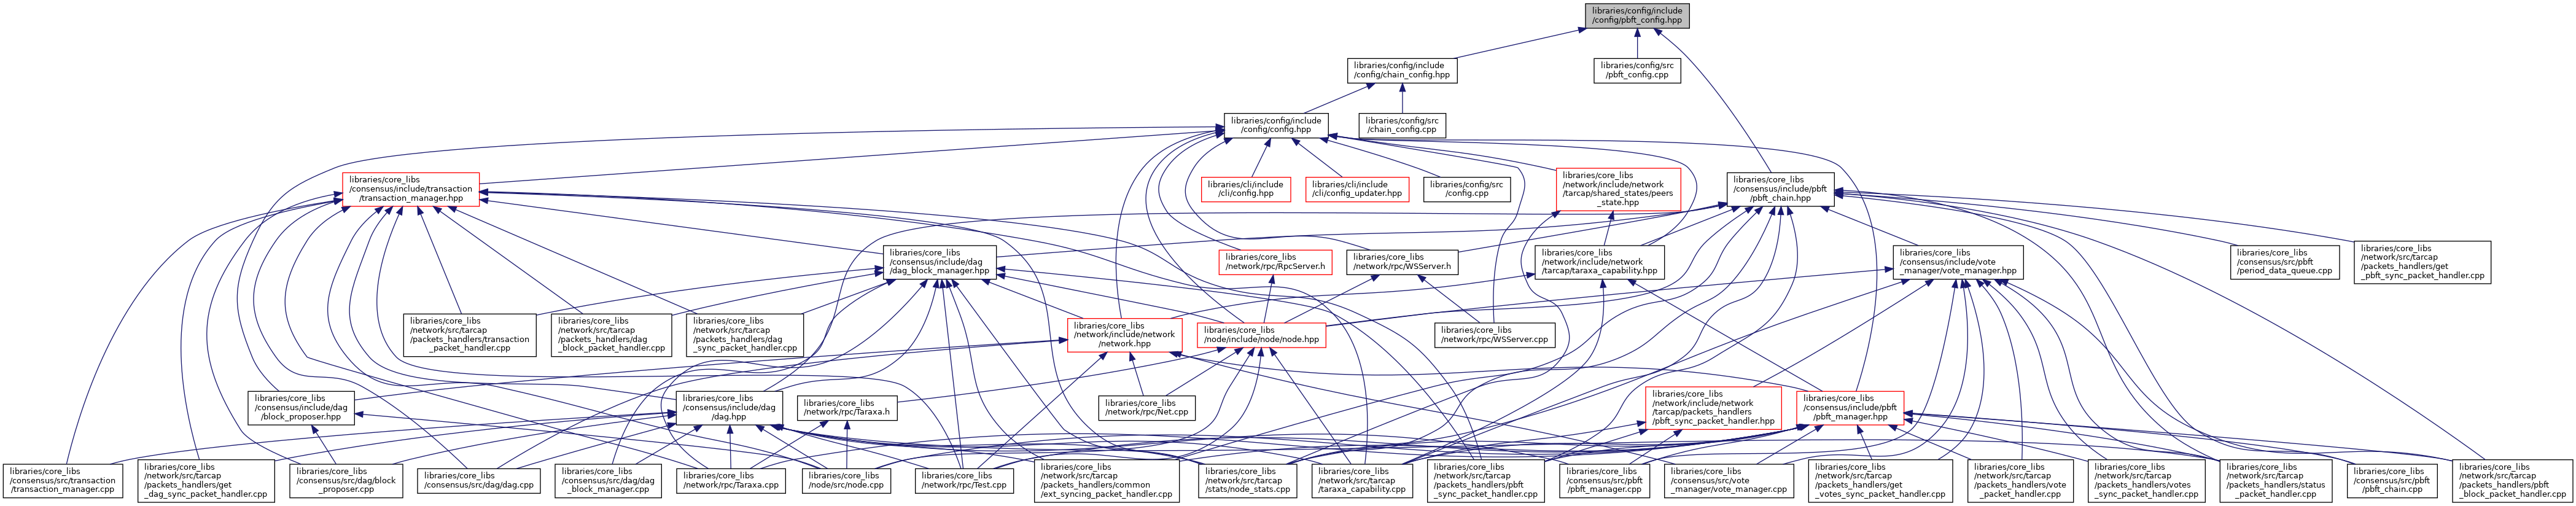 libraries/config/include
/config/pbft_config.hpp
libraries/config/include
/config/chain_config.hpp
libraries/config/src
/pbft_config.cpp
libraries/config/include
/config/config.hpp
libraries/config/src
/chain_config.cpp
libraries/core_libs
/consensus/include/transaction
/transaction_manager.hpp
libraries/cli/include
/cli/config.hpp
libraries/cli/include
/cli/config_updater.hpp
libraries/config/src
/config.cpp
libraries/core_libs
/network/include/network
/tarcap/shared_states/peers
_state.hpp
libraries/core_libs
/consensus/include/pbft
/pbft_chain.hpp
libraries/core_libs
/consensus/include/dag
/dag_block_manager.hpp
libraries/core_libs
/network/rpc/RpcServer.h
libraries/core_libs
/network/rpc/WSServer.h
libraries/core_libs
/network/include/network
/tarcap/taraxa_capability.hpp
libraries/core_libs
/consensus/include/vote
_manager/vote_manager.hpp
libraries/core_libs
/consensus/src/pbft
/period_data_queue.cpp
libraries/core_libs
/network/src/tarcap
/packets_handlers/get
_pbft_sync_packet_handler.cpp
libraries/core_libs
/network/src/tarcap
/packets_handlers/transaction
_packet_handler.cpp
libraries/core_libs
/network/src/tarcap
/packets_handlers/dag
_block_packet_handler.cpp
libraries/core_libs
/network/src/tarcap
/packets_handlers/dag
_sync_packet_handler.cpp
libraries/core_libs
/network/include/network
/network.hpp
libraries/core_libs
/node/include/node/node.hpp
libraries/core_libs
/network/rpc/WSServer.cpp
libraries/core_libs
/consensus/include/dag
/block_proposer.hpp
libraries/core_libs
/consensus/include/dag
/dag.hpp
libraries/core_libs
/network/rpc/Taraxa.h
libraries/core_libs
/network/rpc/Net.cpp
libraries/core_libs
/network/include/network
/tarcap/packets_handlers
/pbft_sync_packet_handler.hpp
libraries/core_libs
/consensus/include/pbft
/pbft_manager.hpp
libraries/core_libs
/consensus/src/transaction
/transaction_manager.cpp
libraries/core_libs
/network/src/tarcap
/packets_handlers/get
_dag_sync_packet_handler.cpp
libraries/core_libs
/consensus/src/dag/block
_proposer.cpp
libraries/core_libs
/consensus/src/dag/dag.cpp
libraries/core_libs
/consensus/src/dag/dag
_block_manager.cpp
libraries/core_libs
/network/rpc/Taraxa.cpp
libraries/core_libs
/node/src/node.cpp
libraries/core_libs
/network/rpc/Test.cpp
libraries/core_libs
/network/src/tarcap
/packets_handlers/common
/ext_syncing_packet_handler.cpp
libraries/core_libs
/network/src/tarcap
/stats/node_stats.cpp
libraries/core_libs
/network/src/tarcap
/taraxa_capability.cpp
libraries/core_libs
/network/src/tarcap
/packets_handlers/pbft
_sync_packet_handler.cpp
libraries/core_libs
/consensus/src/pbft
/pbft_manager.cpp
libraries/core_libs
/consensus/src/vote
_manager/vote_manager.cpp
libraries/core_libs
/network/src/tarcap
/packets_handlers/get
_votes_sync_packet_handler.cpp
libraries/core_libs
/network/src/tarcap
/packets_handlers/vote
_packet_handler.cpp
libraries/core_libs
/network/src/tarcap
/packets_handlers/votes
_sync_packet_handler.cpp
libraries/core_libs
/network/src/tarcap
/packets_handlers/status
_packet_handler.cpp
libraries/core_libs
/consensus/src/pbft
/pbft_chain.cpp
libraries/core_libs
/network/src/tarcap
/packets_handlers/pbft
_block_packet_handler.cpp